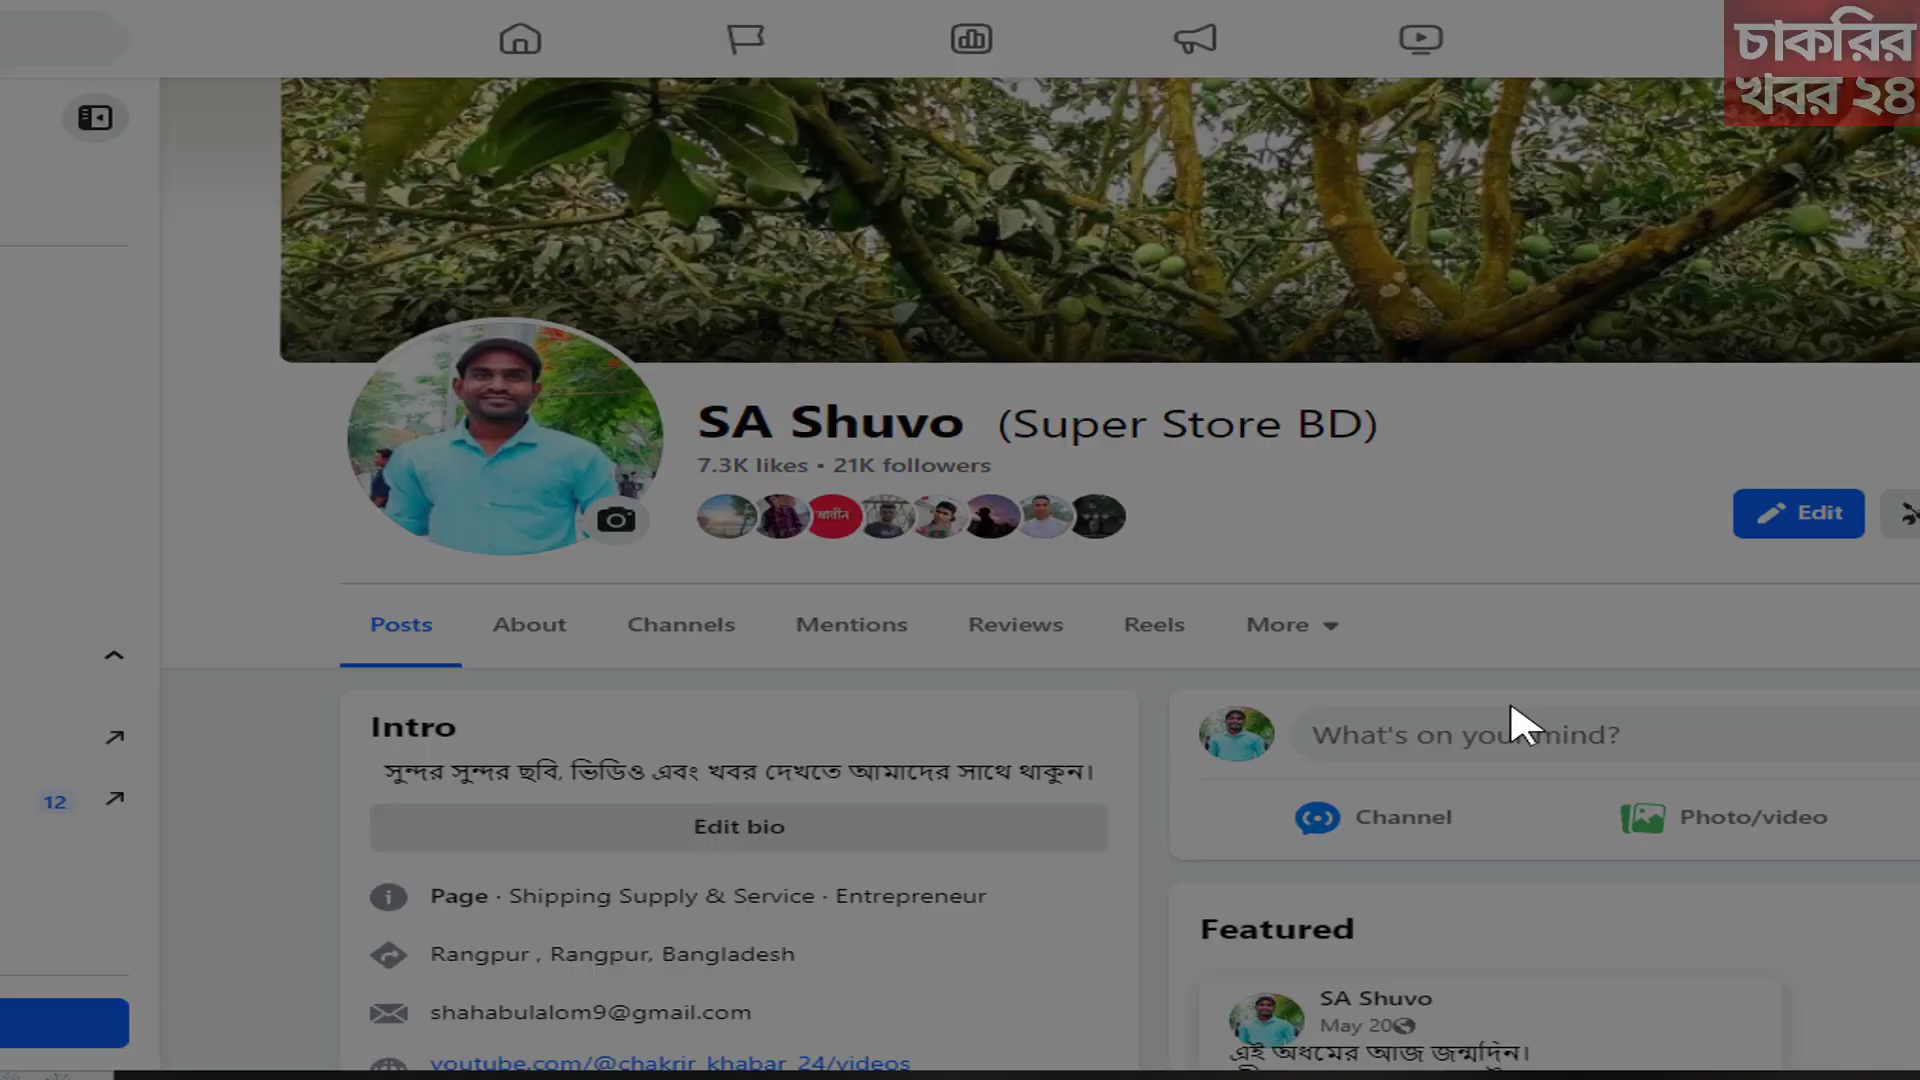 চাকরির
খবর ২৪
SA Shuvo (Super Store BD)
7.3K likes • 21K followers
স্বাধীন
Edit
Posts
About
Channels
Mentions
Reviews
Reels
More
Intro
সুন্দর সুন্দর ছবি, ভিডিও এবং খবর দেখতে আমাদের সাথে থাকুন।
Edit bio
Page · Shipping Supply & Service · Entrepreneur
Rangpur , Rangpur, Bangladesh
shahabulalom9@gmail.com
youtube.com/@chakrir_khabar_24/videos
12
What's on your mind?
Channel
Photo/video
Featured
SA Shuvo
May 20
এই অধমের আজ জন্মদিন।